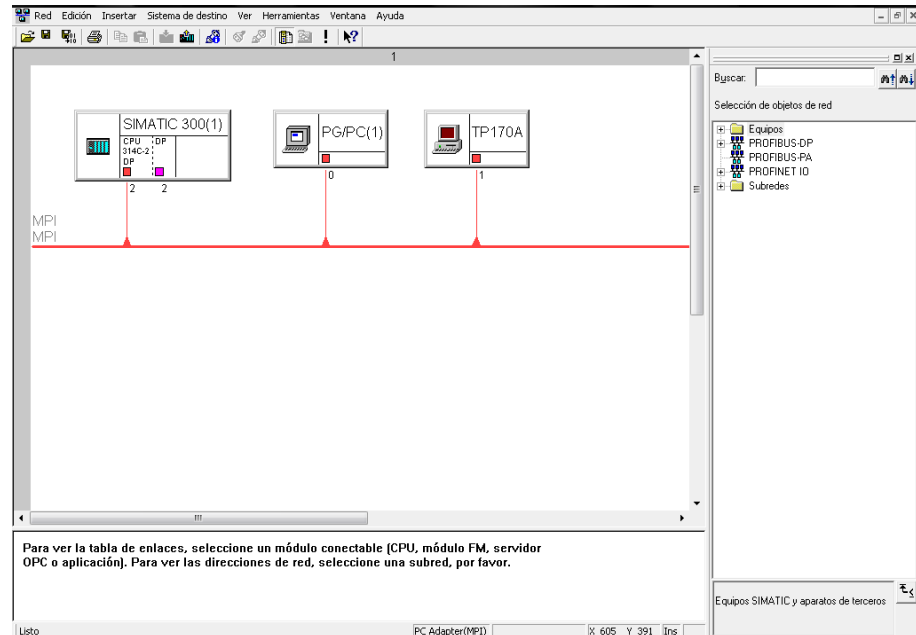 Red Edición Insertar Sistema de destino Ver Herramientas Ventana Ayuda
1
SIMATIC 300(1)
CPU 314C-2 DP
DP
2 2
PG/PC(1)
0
TP170A
1
MPI
MPI
Buscar:
Selección de objetos de red
Equipos
PROFIBUS-DP
PROFIBUS-PA
PROFINET IO
Subredes
Para ver la tabla de enlaces, seleccione un módulo conectable (CPU, módulo FM, servidor
OPC o aplicación). Para ver las direcciones de red, seleccione una subred, por favor.
Equipos SIMATIC y aparatos de terceros
Listo
PC Adapter(MPI)
X 605 Y 391 Ins